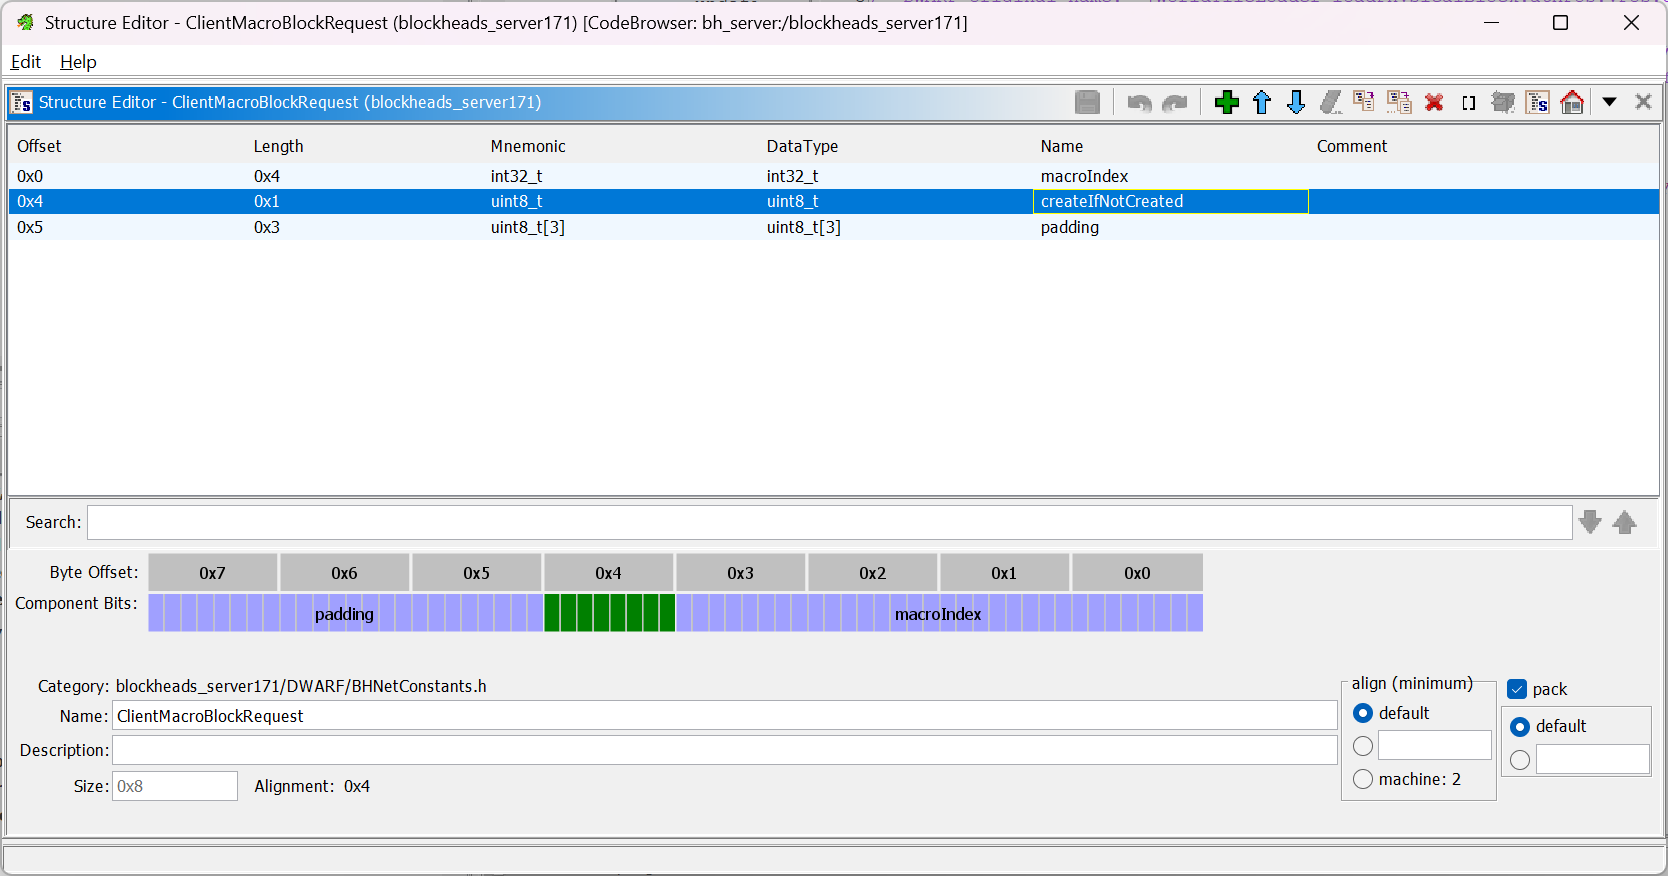 Structure Editor - ClientMacroBlockRequest (blockheads_server171) [CodeBrowser: bh_server:/blockheads_server171]
Edit Help
Structure Editor - ClientMacroBlockRequest (blockheads_server171)
Offset Length Mnemonic DataType Name Comment
0x0 0x4 int32_t int32_t macroIndex
0x4 0x1 uint8_t uint8_t createIfNotCreated
0x5 0x3 uint8_t[3] uint8_t[3] padding
Search:
Byte Offset: 0x7 0x6 0x5 0x4 0x3 0x2 0x1 0x0
Component Bits: padding macroIndex
Category: blockheads_server171/DWARF/BHNetConstants.h
Name: ClientMacroBlockRequest
Description:
Size: 0x8 Alignment: 0x4
align (minimum)
default
machine: 2
pack
default